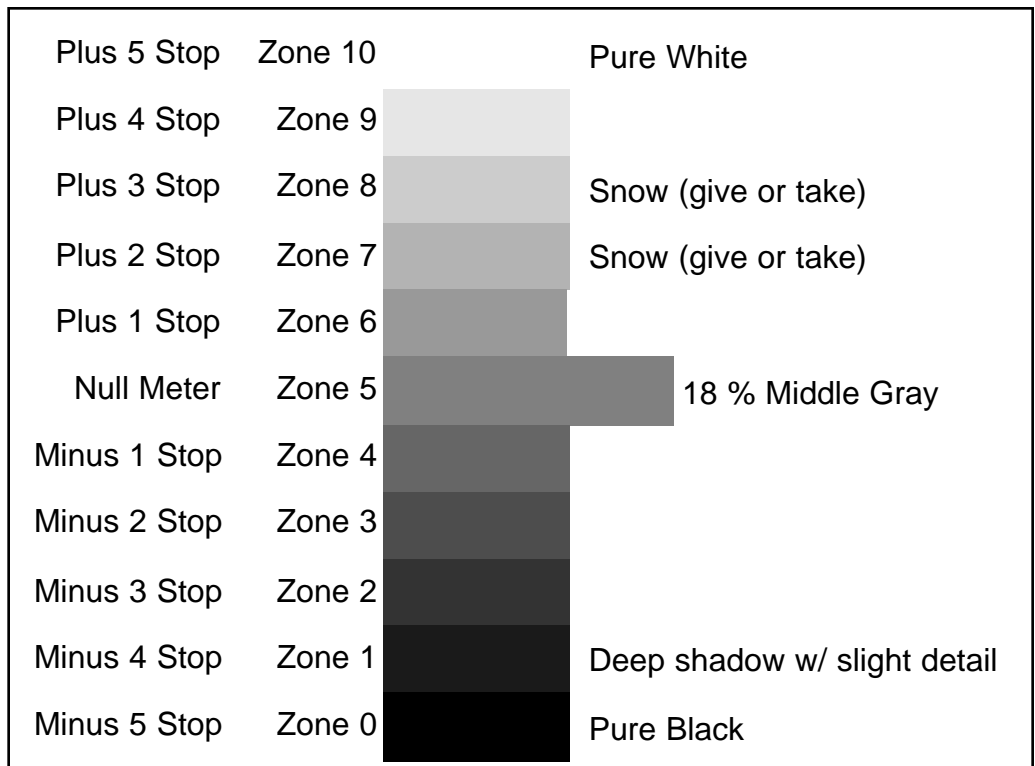 Plus 5 Stop Zone 10 Pure White
Plus 4 Stop Zone 9
Plus 3 Stop Zone 8 Snow (give or take)
Plus 2 Stop Zone 7 Snow (give or take)
Plus 1 Stop Zone 6
Null Meter Zone 5 18 % Middle Gray
Minus 1 Stop Zone 4
Minus 2 Stop Zone 3
Minus 3 Stop Zone 2
Minus 4 Stop Zone 1 Deep shadow w/ slight detail
Minus 5 Stop Zone 0 Pure Black